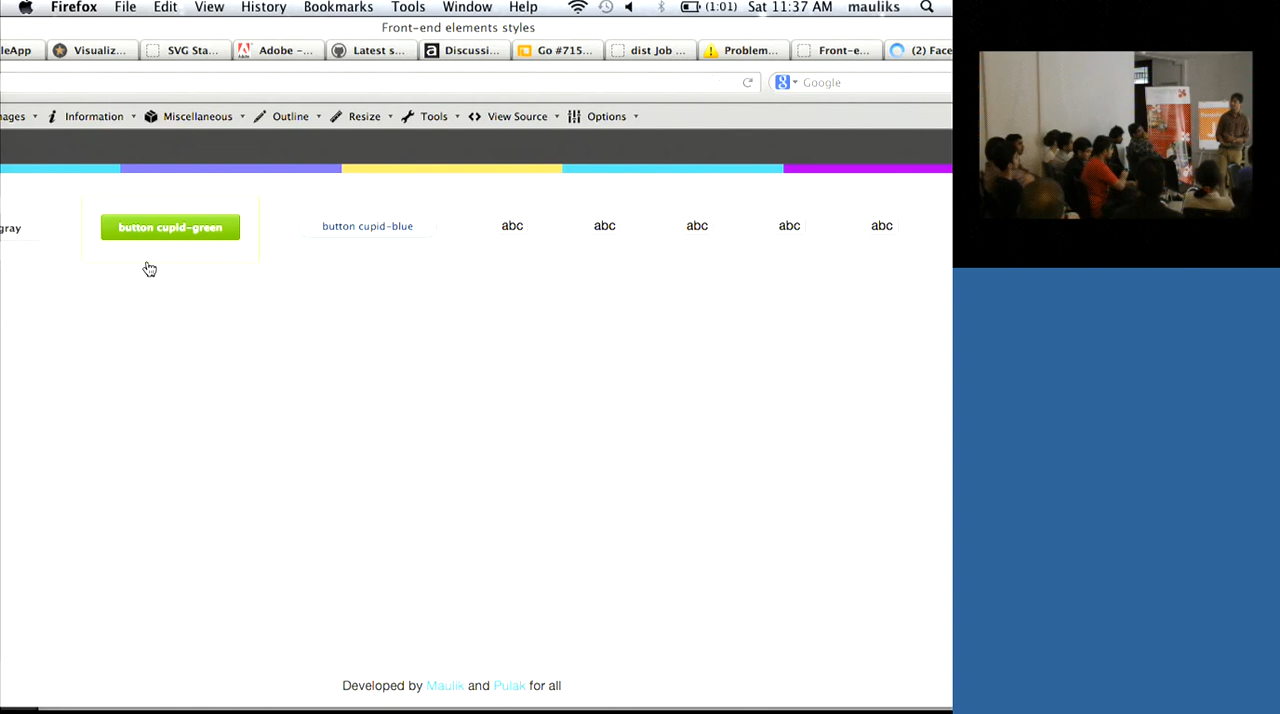 Firefox File Edit View History Bookmarks Tools Window Help (1:01) Sat 11:37 AM mauliks
Front-end elements styles
leApp Visualiz... SVG Sta... Adobe -... Latest s... Discussi... Go #715... dist Job ... Problem... Front-e... (2) Face
Google
ages Information Miscellaneous Outline Resize Tools View Source Options
gray button cupid-green button cupid-blue abc abc abc abc abc
Developed by Maulik and Pulak for all